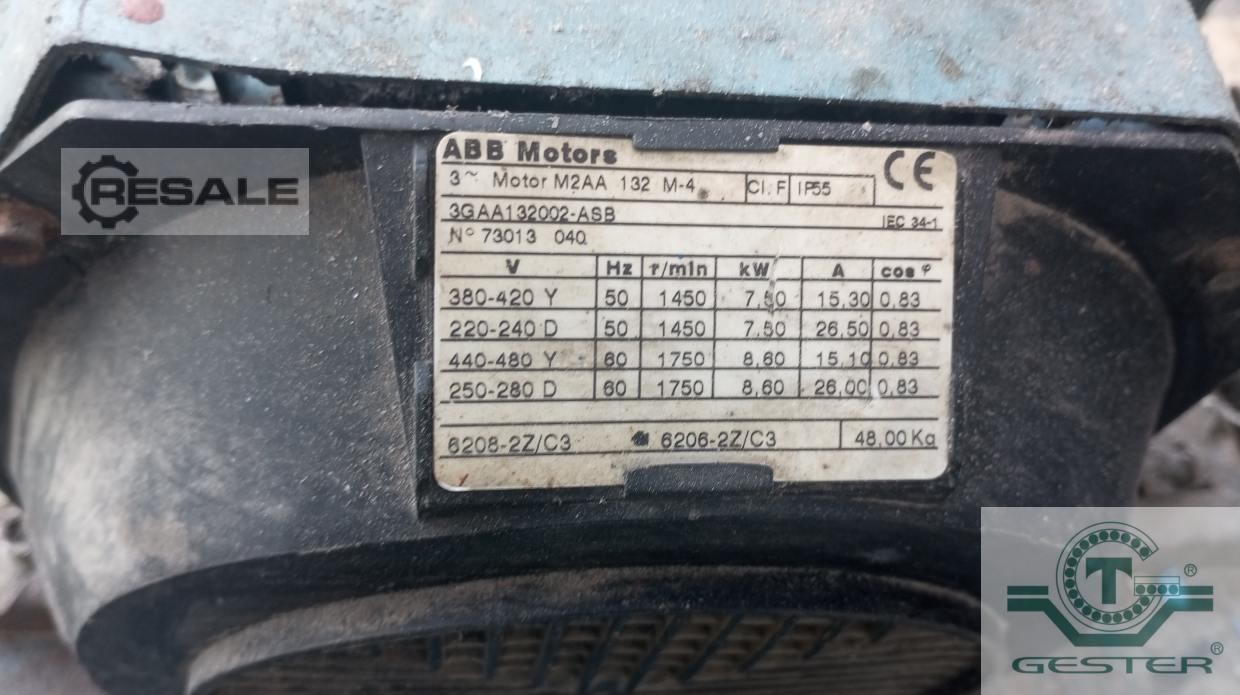 ABB Motors
CE
3~ Motor M2AA 132 M-4 Cl. F IP55
3GAA132002-ASB IEC 34-1
No 73013 040
V Hz r/min kW A cos φ
380-420 Y 50 1450 7,50 15,30 0,83
220-240 D 50 1450 7,50 26,50 0,83
440-480 Y 60 1750 8,60 15,10 0,83
250-280 D 60 1750 8,60 26,00 0,83
6208-2Z/C3 6206-2Z/C3 48,00 Kg
RESALE
T
G
®
GESTER®